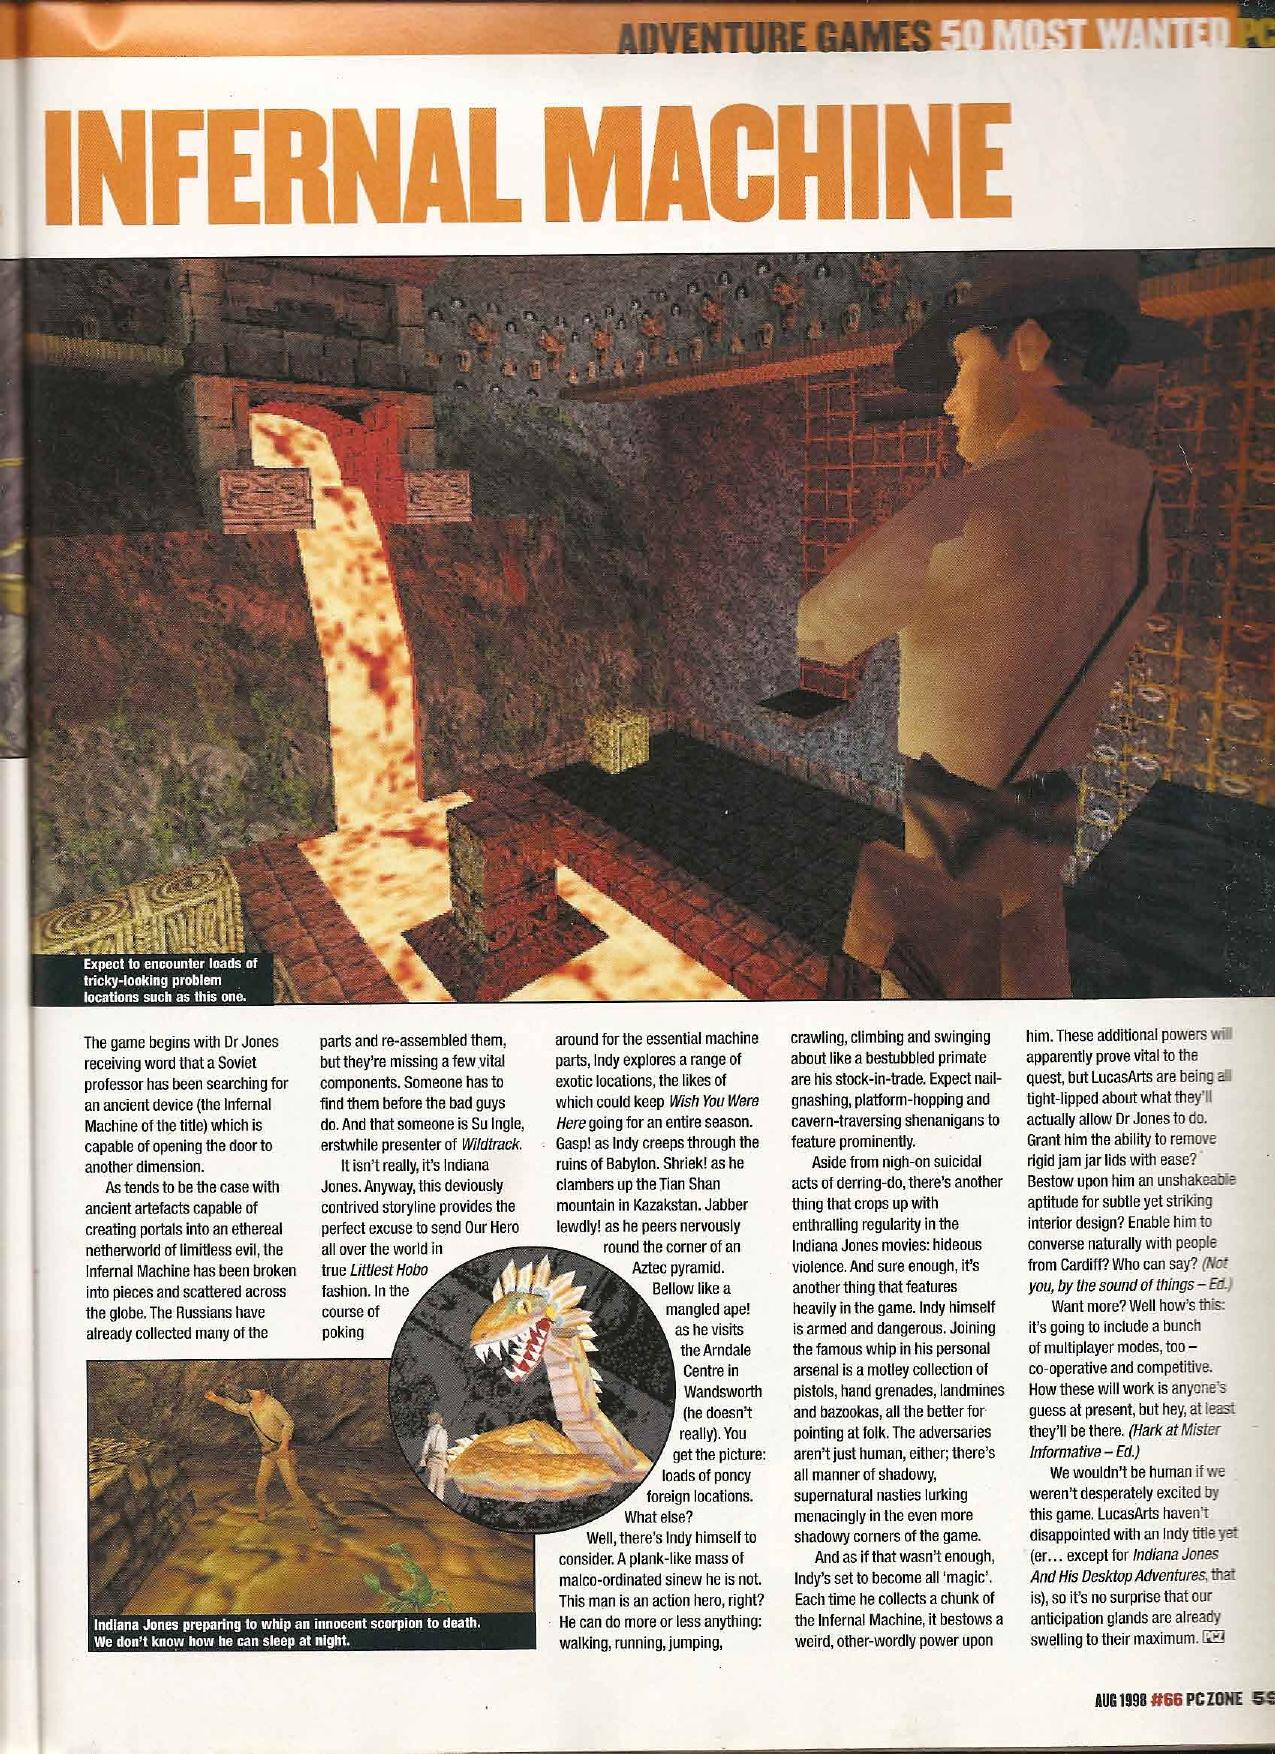 ADVENTURE GAMES 50 MOST WANTED PC
INFERNAL MACHINE
Expect to encounter loads of
tricky-looking problem
locations such as this one.
The game begins with Dr Jones
receiving word that a Soviet
professor has been searching for
an ancient device (the Infernal
Machine of the title) which is
capable of opening the door to
another dimension.
As tends to be the case with
ancient artefacts capable of
creating portals into an ethereal
netherworld of limitless evil, the
Infernal Machine has been broken
into pieces and scattered across
the globe. The Russians have
already collected many of the
parts and re-assembled them,
but they're missing a few vital
components. Someone has to
find them before the bad guys
do. And that someone is Su Ingle,
erstwhile presenter of Wildtrack.
It isn't really, it's Indiana
Jones. Anyway, this deviously
contrived storyline provides the
perfect excuse to send Our Hero
all over the world in
true Littlest Hobo
fashion. In the
course of
poking
around for the essential machine
parts, Indy explores a range of
exotic locations, the likes of
which could keep Wish You Were
Here going for an entire season.
Gasp! as Indy creeps through the
ruins of Babylon. Shriek! as he
clambers up the Tian Shan
mountain in Kazakstan. Jabber
lewdly! as he peers nervously
round the corner of an
Aztec pyramid.
Bellow like a
mangled ape!
as he visits
the Arndale
Centre in
Wandsworth
(he doesn't
really). You
get the picture:
loads of poncy
foreign locations.
What else?
Well, there's Indy himself to
consider. A plank-like mass of
malco-ordinated sinew he is not.
This man is an action hero, right?
He can do more or less anything:
walking, running, jumping,
crawling, climbing and swinging
about like a bestubbled primate
are his stock-in-trade. Expect nail-
gnashing, platform-hopping and
cavern-traversing shenanigans to
feature prominently.
Aside from nigh-on suicidal
acts of derring-do, there's another
thing that crops up with
enthralling regularity in the
Indiana Jones movies: hideous
violence. And sure enough, it's
another thing that features
heavily in the game. Indy himself
is armed and dangerous. Joining
the famous whip in his personal
arsenal is a motley collection of
pistols, hand grenades, landmines
and bazookas, all the better for
pointing at folk. The adversaries
aren't just human, either; there's
all manner of shadowy,
supernatural nasties lurking
menacingly in the even more
shadowy corners of the game.
And as if that wasn't enough,
Indy's set to become all 'magic'.
Each time he collects a chunk of
the Infernal Machine, it bestows a
weird, other-wordly power upon
him. These additional powers will
apparently prove vital to the
quest, but LucasArts are being all
tight-lipped about what they'll
actually allow Dr Jones to do.
Grant him the ability to remove
rigid jam jar lids with ease?
Bestow upon him an unshakeable
aptitude for subtle yet striking
interior design? Enable him to
converse naturally with people
from Cardiff? Who can say? (Not
you, by the sound of things – Ed.)
Want more? Well how's this:
it's going to include a bunch
of multiplayer modes, too –
co-operative and competitive.
How these will work is anyone's
guess at present, but hey, at least
they'll be there. (Hark at Mister
Informative – Ed.)
We wouldn't be human if we
weren't desperately excited by
this game. LucasArts haven't
disappointed with an Indy title yet
(er... except for Indiana Jones
And His Desktop Adventures, that
is), so it's no surprise that our
anticipation glands are already
swelling to their maximum. PCZ
Indiana Jones preparing to whip an innocent scorpion to death.
We don't know how he can sleep at night.
AUG 1998 #66 PC ZONE 59